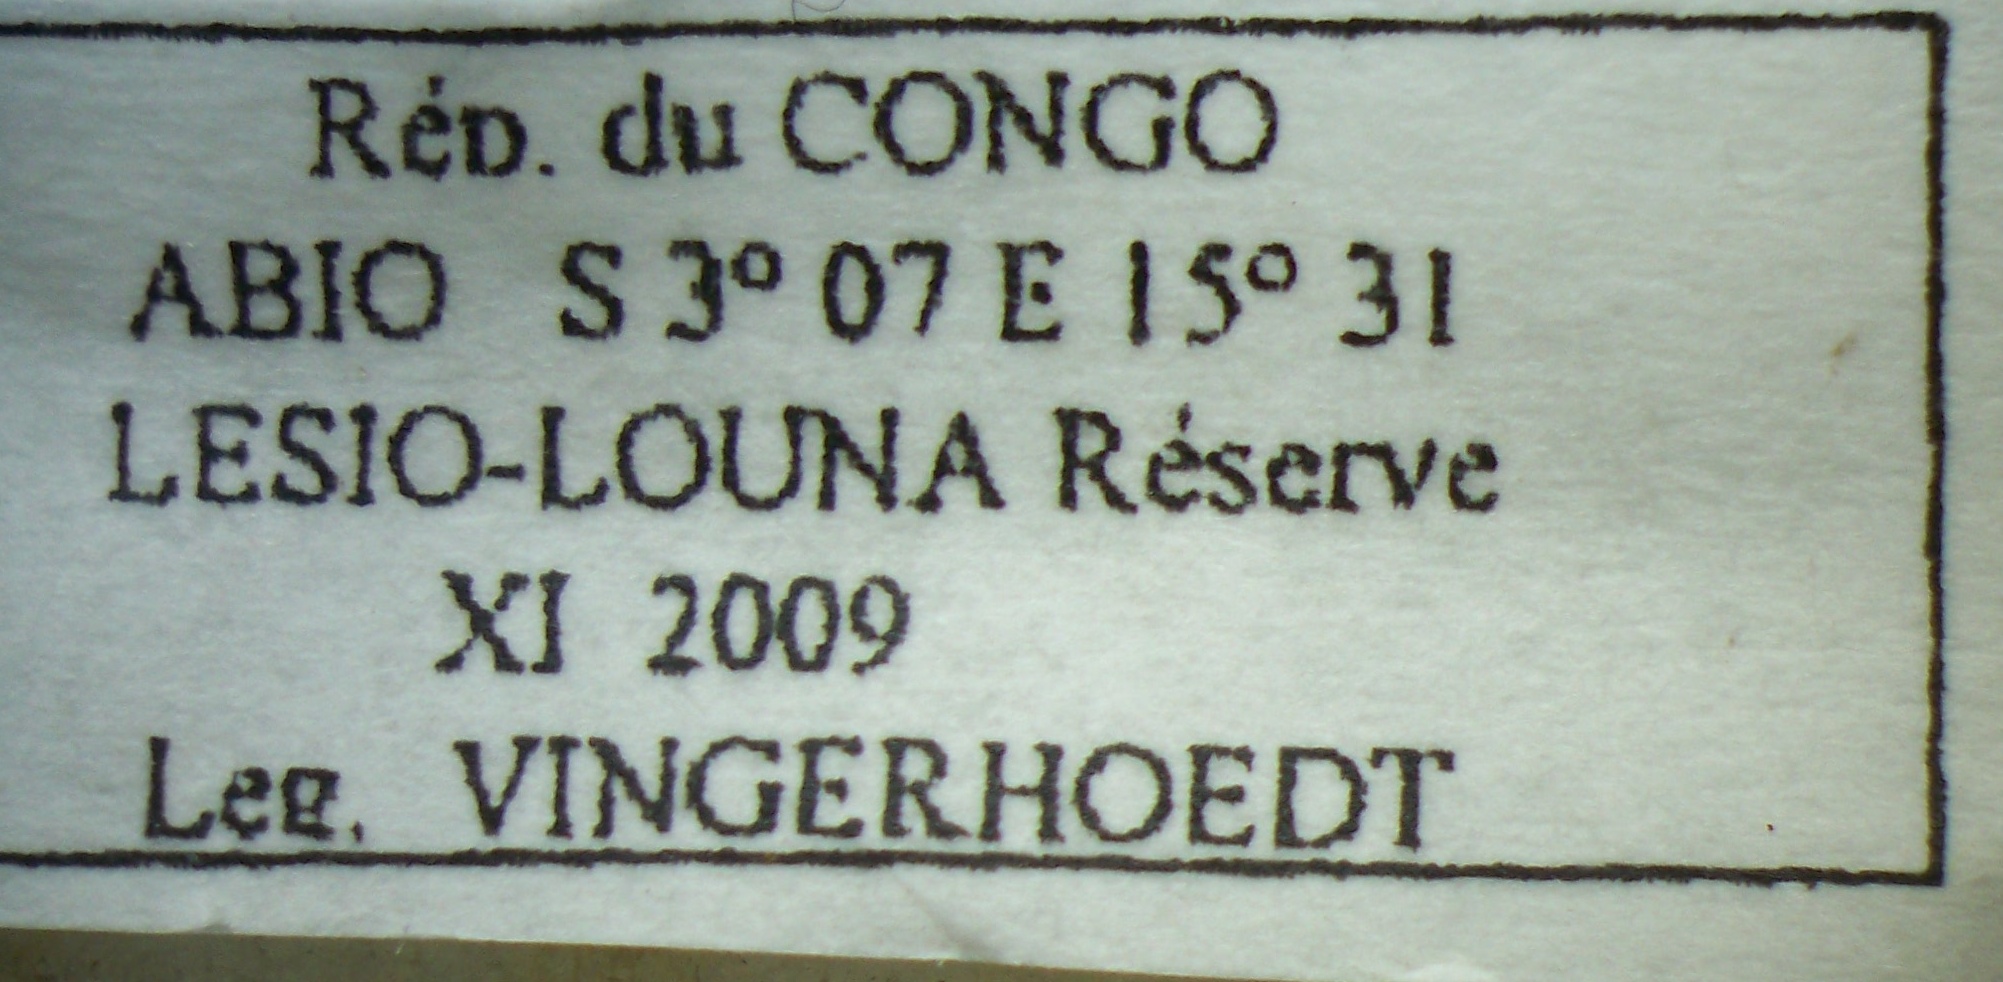 Rép. du CONGO
ABIO S 3° 07 E 15° 31
LESIO-LOUNA Réserve
XI 2009
Leg. VINGERHOEDT